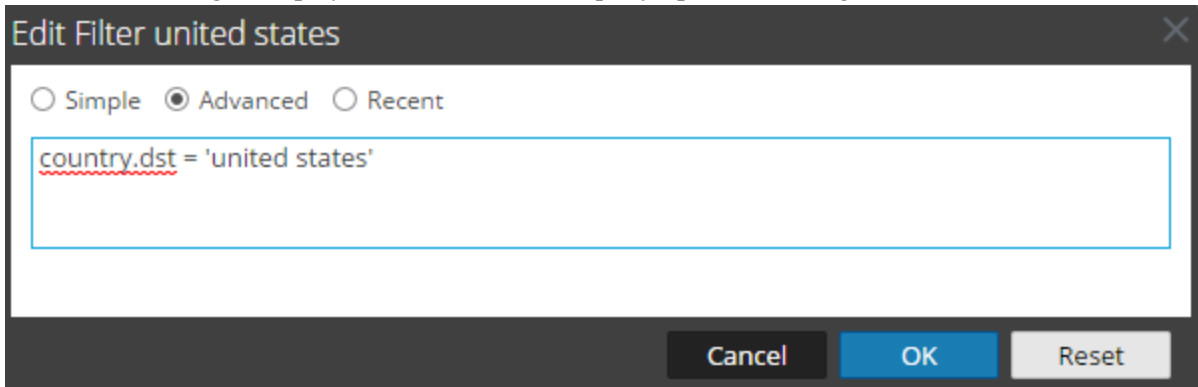 Edit Filter united states
Simple Advanced Recent
country.dst = 'united states'
Cancel OK Reset